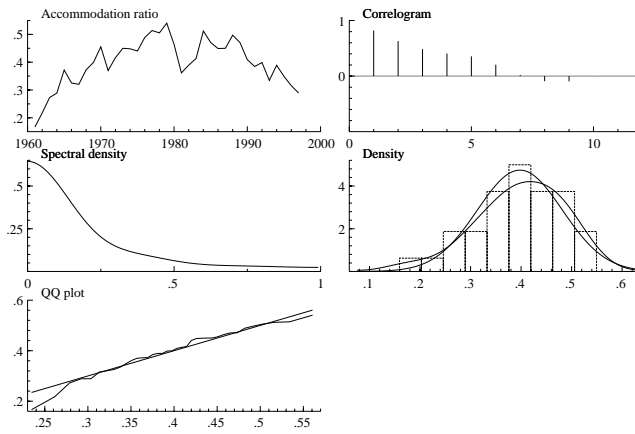 Accommodation ratio
.5
.4
.3
.2
1960 1970 1980 1990 2000
Correlogram
1
0
0 5 10
Spectral density
.5
.25
0 .5 1
Density
4
2
.1 .2 .3 .4 .5 .6
QQ plot
.6
.4
.2
.25 .3 .35 .4 .45 .5 .55